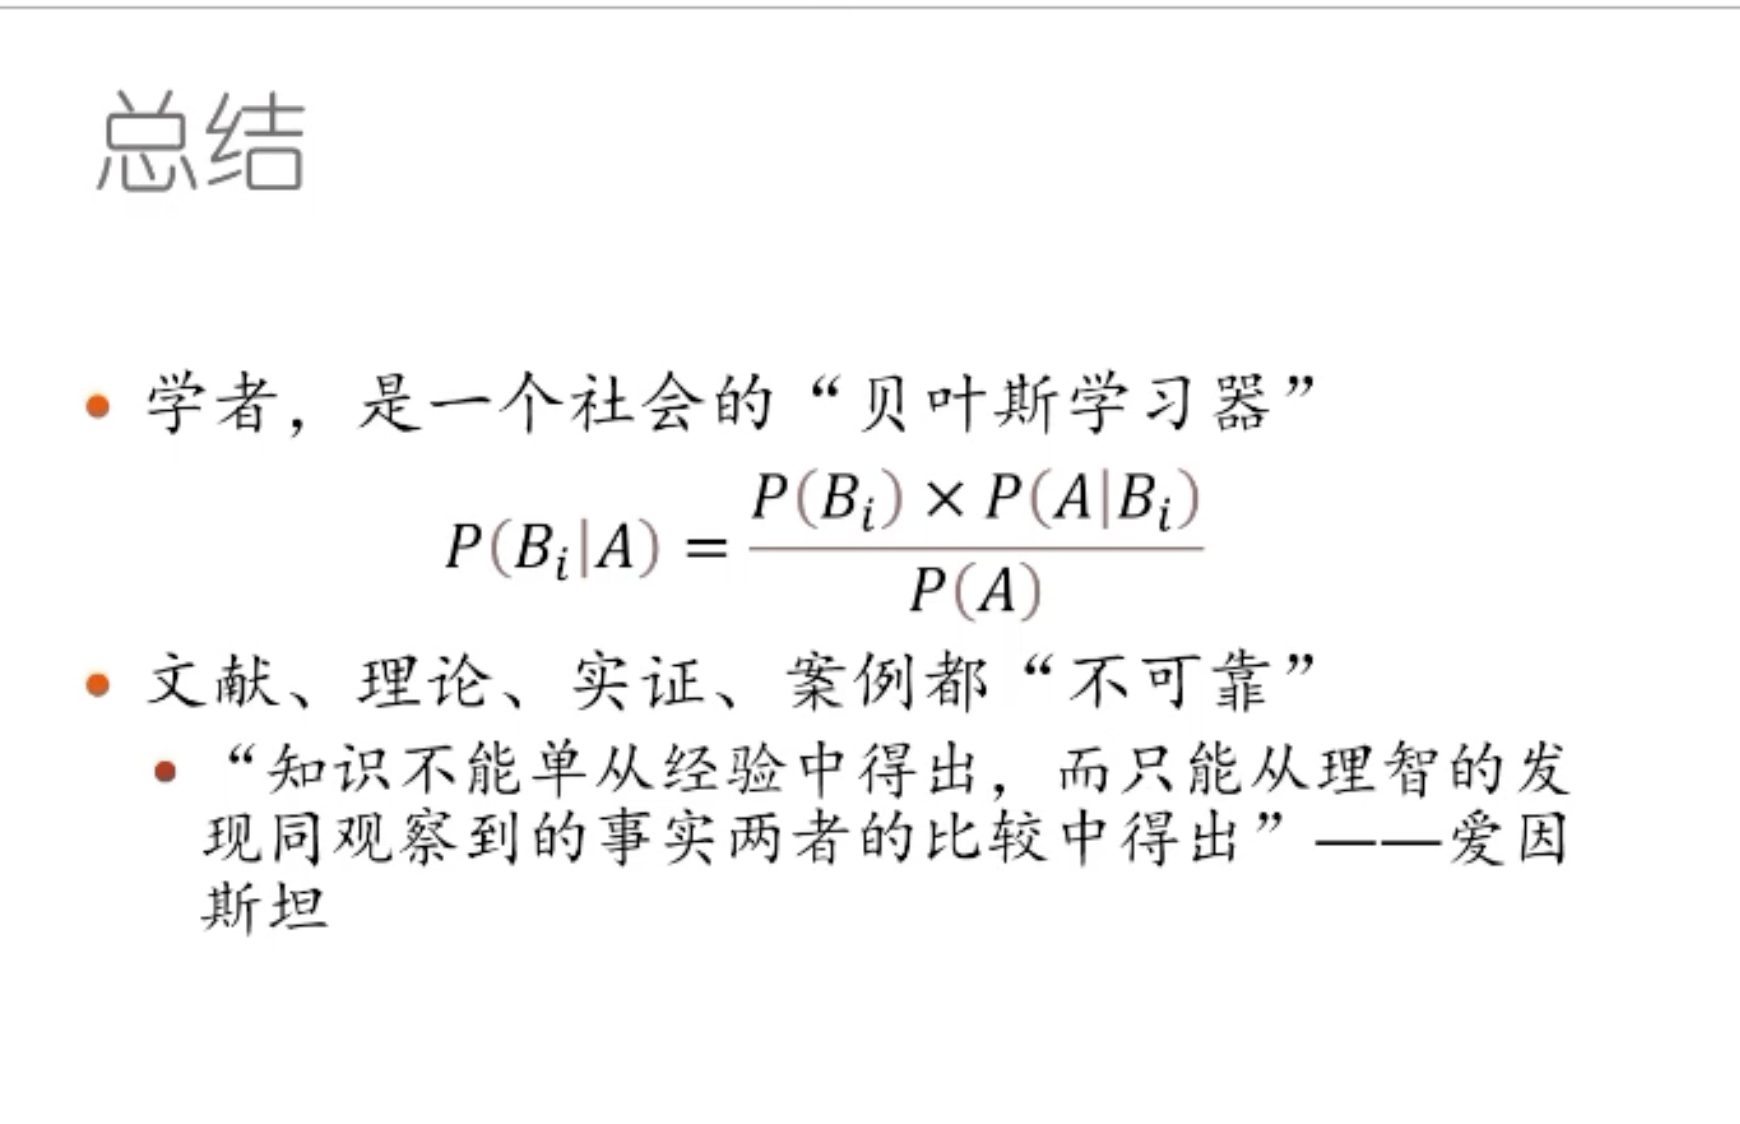 总结
• 学者，是一个社会的“贝叶斯学习器”
P(B_i|A) = \frac{P(B_i) × P(A|B_i)}{P(A)}
• 文献、理论、实证、案例都“不可靠”
• “知识不能单从经验中得出，而只能从理智的发
现同观察到的事实两者的比较中得出”——爱因
斯坦